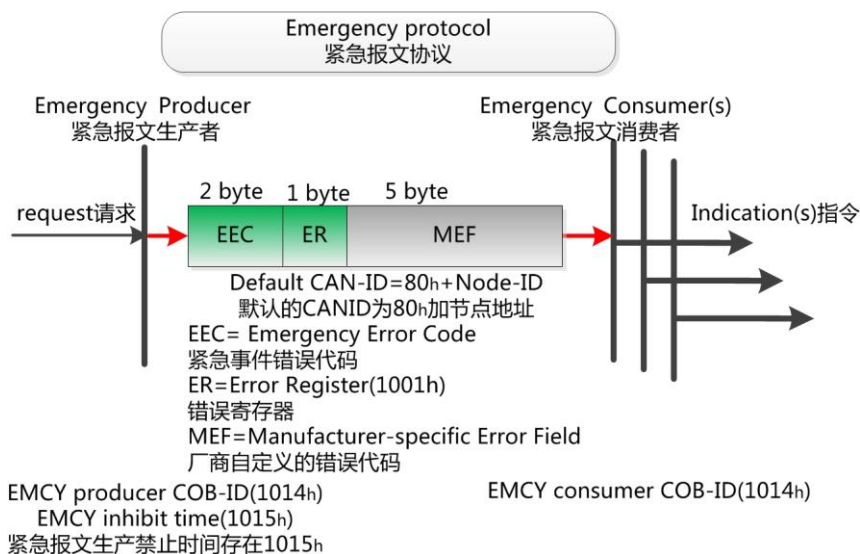 Emergency protocol
紧急报文协议
Emergency Producer
紧急报文生产者
Emergency Consumer(s)
紧急报文消费者
2 byte
1 byte
5 byte
request请求
EEC
ER
MEF
Indication(s)指令
Default CAN-ID=80h+Node-ID
默认的CANID为80h加节点地址
EEC= Emergency Error Code
紧急事件错误代码
ER=Error Register(1001h)
错误寄存器
MEF=Manufacturer-specific Error Field
厂商自定义的错误代码
EMCY producer COB-ID(1014h)
EMCY inhibit time(1015h)
紧急报文生产禁止时间存在1015h
EMCY consumer COB-ID(1014h)